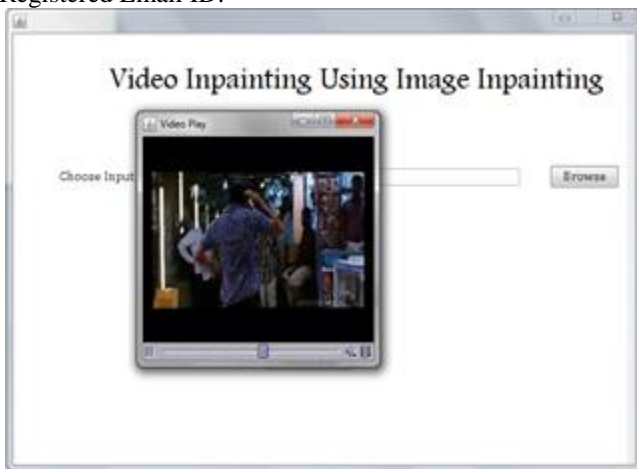 Registered Email ID.
Video Inpainting Using Image Inpainting
Video Play
Choose Input
Browse